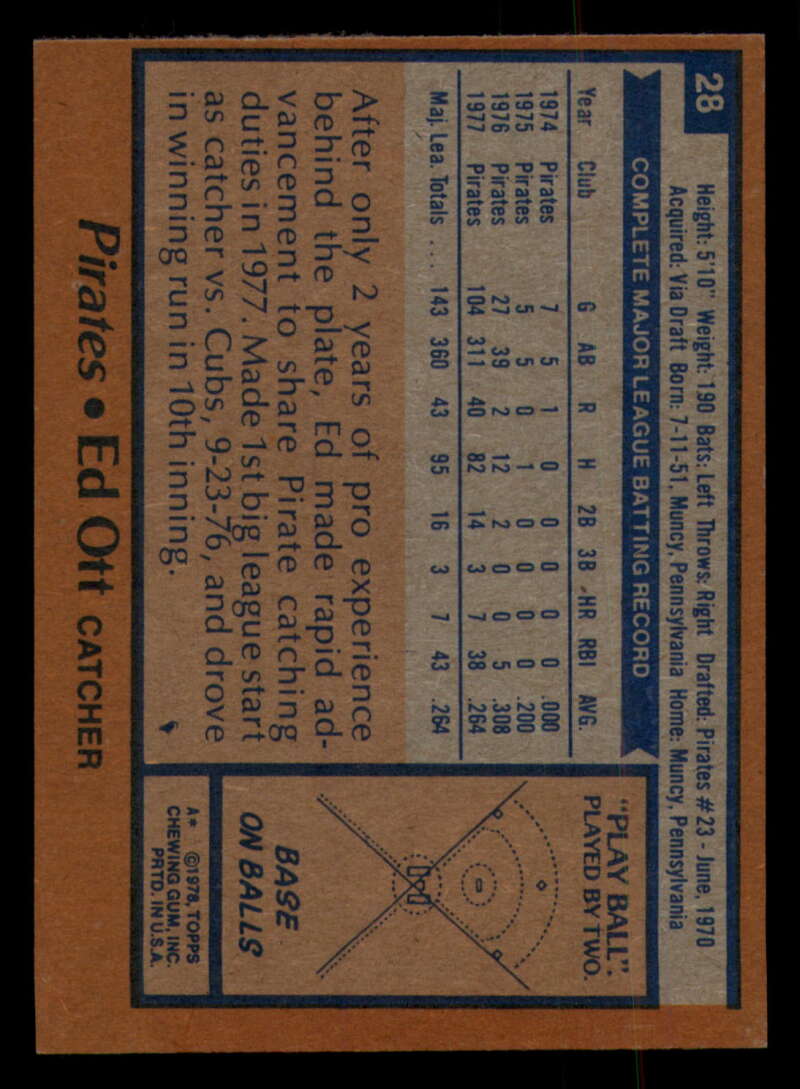 28
Height: 5'10" Weight: 190 Bats: Left Throws: Right Drafted: Pirates #23 - June, 1970
Acquired: Via Draft Born: 7-11-51, Muncy, Pennsylvania Home: Muncy, Pennsylvania
COMPLETE MAJOR LEAGUE BATTING RECORD
Year Club G AB R H 2B 3B HR RBI AVG.
1974 Pirates 7 5 1 0 0 0 0 0 .000
1975 Pirates 5 5 0 1 0 0 0 0 .200
1976 Pirates 27 39 2 12 2 0 0 5 .308
1977 Pirates 104 311 40 82 14 3 7 38 .264
Maj. Lea. Totals ... 143 360 43 95 16 3 7 43 .264
After only 2 years of pro experience
behind the plate, Ed made rapid ad-
vancement to share Pirate catching
duties in 1977. Made 1st big league start
as catcher vs. Cubs, 9-23-76, and drove
in winning run in 10th inning.
"PLAY BALL":
PLAYED BY TWO.
BASE
ON BALLS
A* ©1978, TOPPS
CHEWING GUM, INC.
PRTD. IN U.S.A.
Pirates • Ed Ott CATCHER